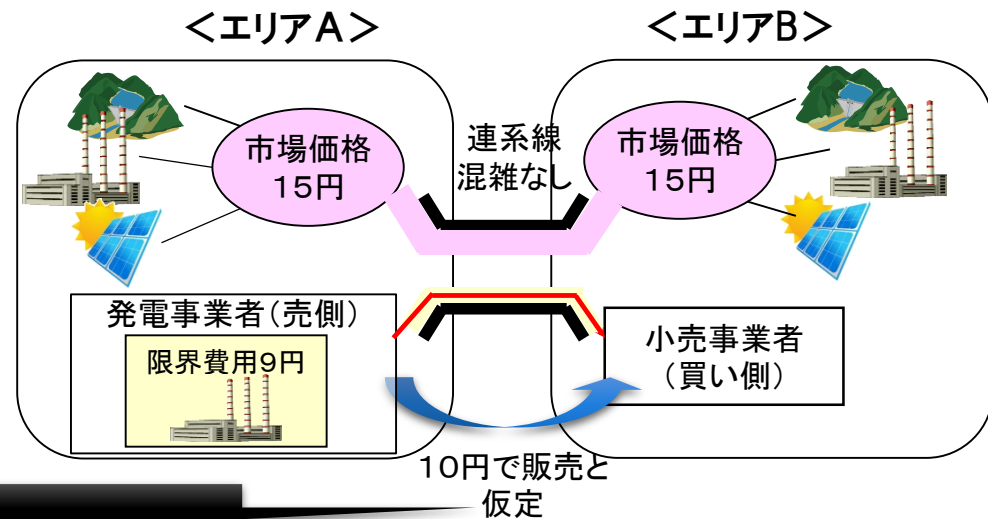 <エリアA>
<エリアB>
市場価格
15円
連系線
混雑なし
市場価格
15円
発電事業者(売側)
限界費用9円
小売事業者
(買い側)
10円で販売と
仮定